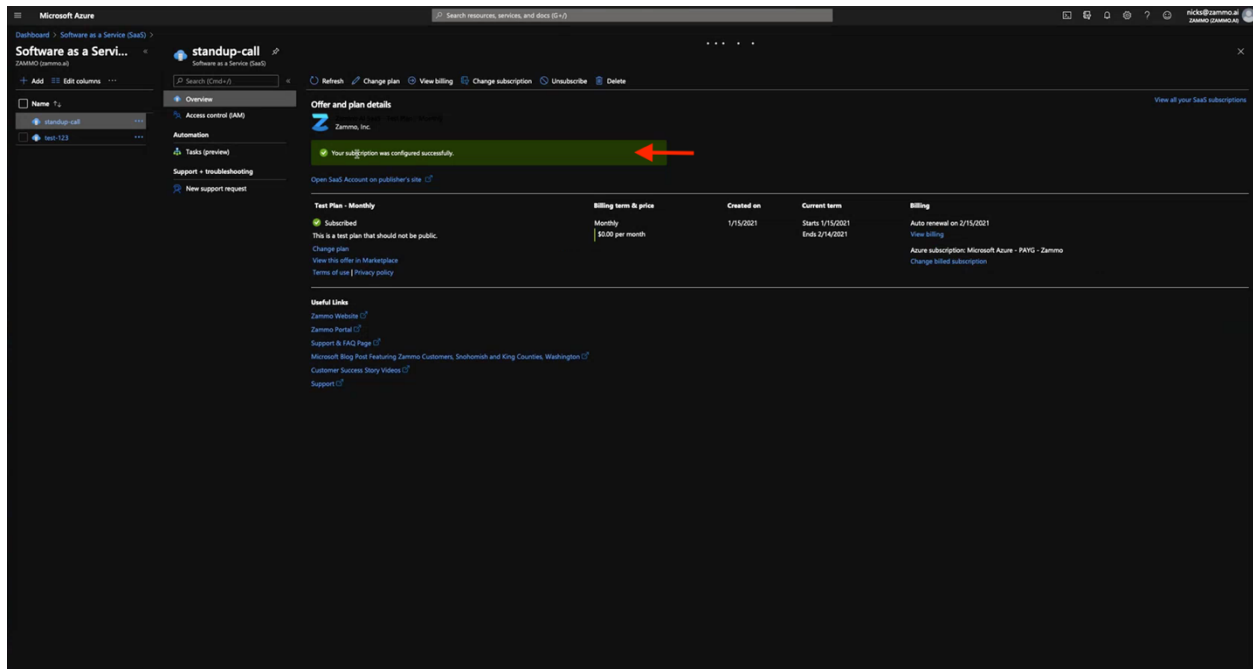 Microsoft Azure
Search resources, services, and docs (G+/)
nicks@zammo.ai
ZAMMO (ZAMMO.AI)
Dashboard > Software as a Service (SaaS) >
Software as a Servi...
ZAMMO (zammo.ai)
+ Add Edit columns ...
Name ↑↓
standup-call ...
test-123 ...
standup-call
Software as a Service (SaaS)
Search (Cmd+/)
Overview
Access control (IAM)
Automation
Tasks (preview)
Support + troubleshooting
New support request
Refresh Change plan View billing Change subscription Unsubscribe Delete
Offer and plan details
View all your SaaS subscriptions
Zammo, Inc.
Your subscription was configured successfully.
Open SaaS Account on publisher's site
Test Plan - Monthly Billing term & price Created on Current term Billing
Subscribed Monthly 1/15/2021 Starts 1/15/2021 Auto renewal on 2/15/2021
This is a test plan that should not be public. $0.00 per month Ends 2/14/2021 View billing
Change plan Azure subscription: Microsoft Azure - PAYG - Zammo
View this offer in Marketplace Change billed subscription
Terms of use | Privacy policy
Useful Links
Zammo Website
Zammo Portal
Support & FAQ Page
Microsoft Blog Post Featuring Zammo Customers, Snohomish and King Counties, Washington
Customer Success Story Videos
Support